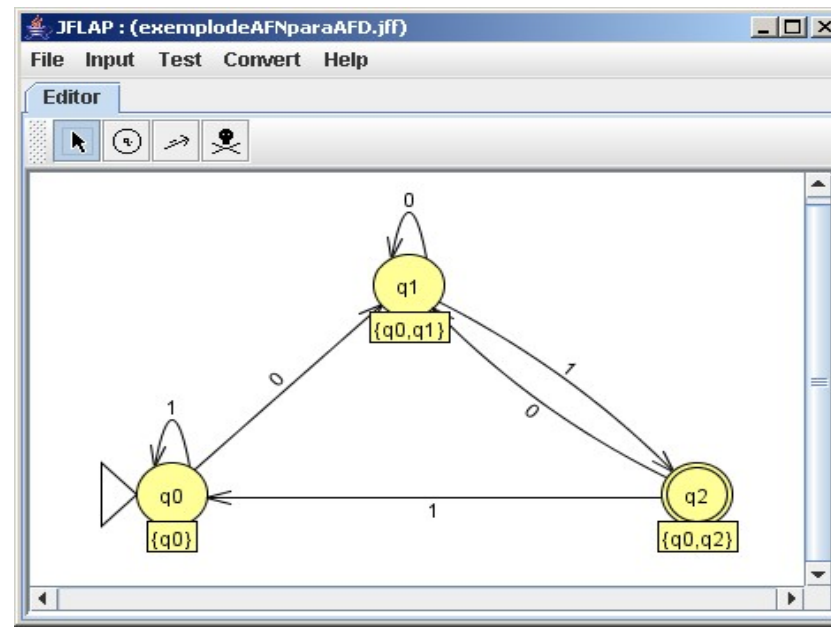 JFLAP : (exemplodeAFNparaAFD.jff)
File Input Test Convert Help
Editor
0
q1
{q0,q1}
0
1
0
1
q0
{q0}
1
q2
{q0,q2}